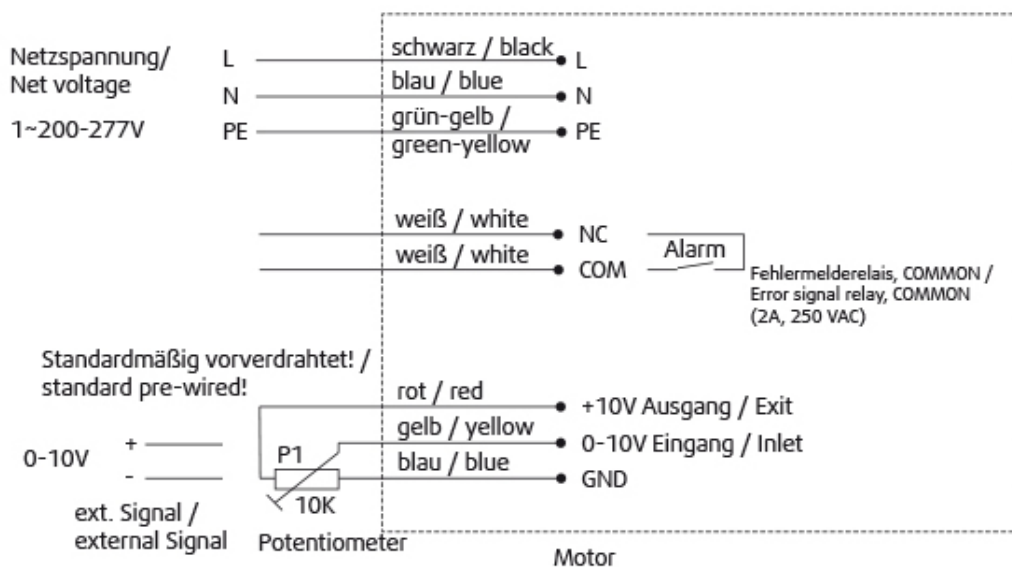 Netzspannung/
Net voltage
1~200-277V
L
N
PE
schwarz / black
blau / blue
grün-gelb /
green-yellow
L
N
PE
weiß / white
weiß / white
NC
COM
Alarm
Fehlermelderelais, COMMON /
Error signal relay, COMMON
(2A, 250 VAC)
Standardmäßig vorverdrahtet! /
standard pre-wired!
rot / red
gelb / yellow
blau / blue
+10V Ausgang / Exit
0-10V Eingang / Inlet
GND
0-10V
+
-
P1
10K
ext. Signal /
external Signal
Potentiometer
Motor